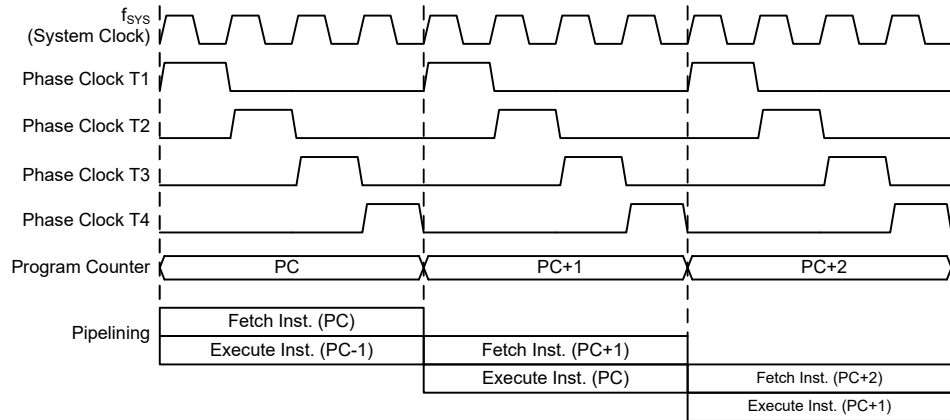 fSYS
(System Clock)
Phase Clock T1
Phase Clock T2
Phase Clock T3
Phase Clock T4
Program Counter PC PC+1 PC+2
Fetch Inst. (PC)
Pipelining
Execute Inst. (PC-1) Fetch Inst. (PC+1)
Execute Inst. (PC) Fetch Inst. (PC+2)
Execute Inst. (PC+1)